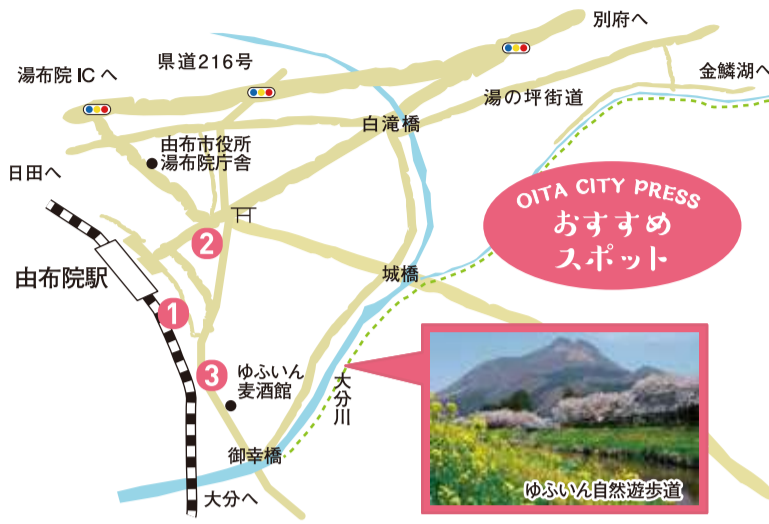 別府へ
県道216号
湯布院 IC へ
金鱗湖へ
湯の坪街道
白滝橋
由布市役所
湯布院庁舎
日田へ
OITA CITY PRESS
おすすめ
スポット
2
由布院駅
城橋
1
3
ゆふいん
麦酒館
大分川
御幸橋
大分へ
ゆふいん自然遊歩道